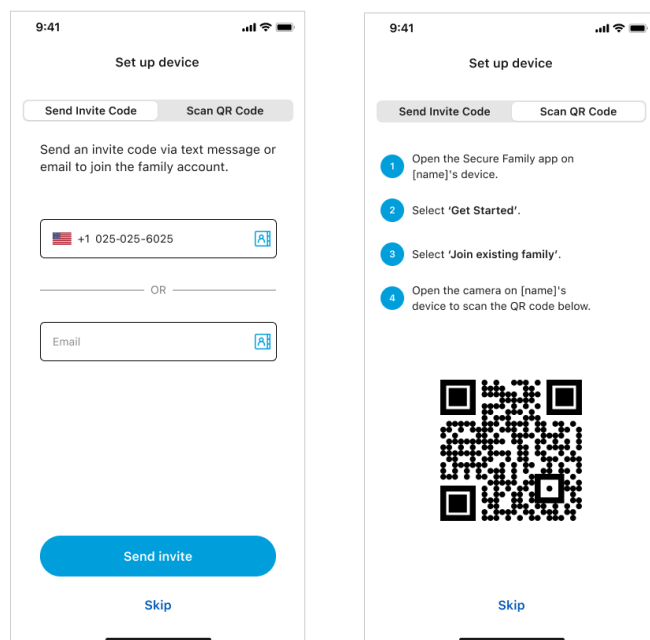 9:41
Set up device
Send Invite Code
Scan QR Code
Send an invite code via text message or
email to join the family account.
+1 025-025-6025
OR
Email
Send invite
Skip
9:41
Set up device
Send Invite Code
Scan QR Code
1 Open the Secure Family app on
[name]'s device.
2 Select ‘Get Started’.
3 Select ‘Join existing family’.
4 Open the camera on [name]'s
device to scan the QR code below.
Skip